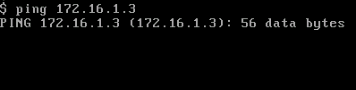 $ ping 172.16.1.3
PING 172.16.1.3 (172.16.1.3): 56 data bytes